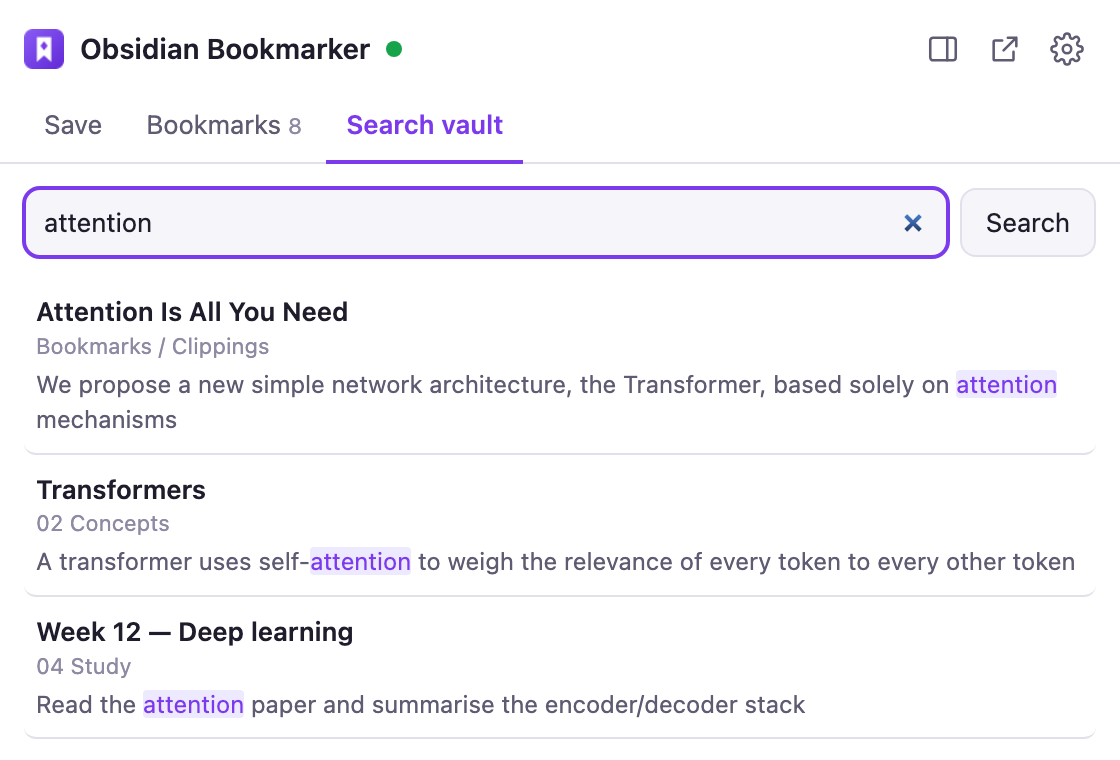 Obsidian Bookmarker
Save Bookmarks 8 Search vault
attention Search
Attention Is All You Need
Bookmarks / Clippings
We propose a new simple network architecture, the Transformer, based solely on attention
mechanisms
Transformers
02 Concepts
A transformer uses self-attention to weigh the relevance of every token to every other token
Week 12 — Deep learning
04 Study
Read the attention paper and summarise the encoder/decoder stack